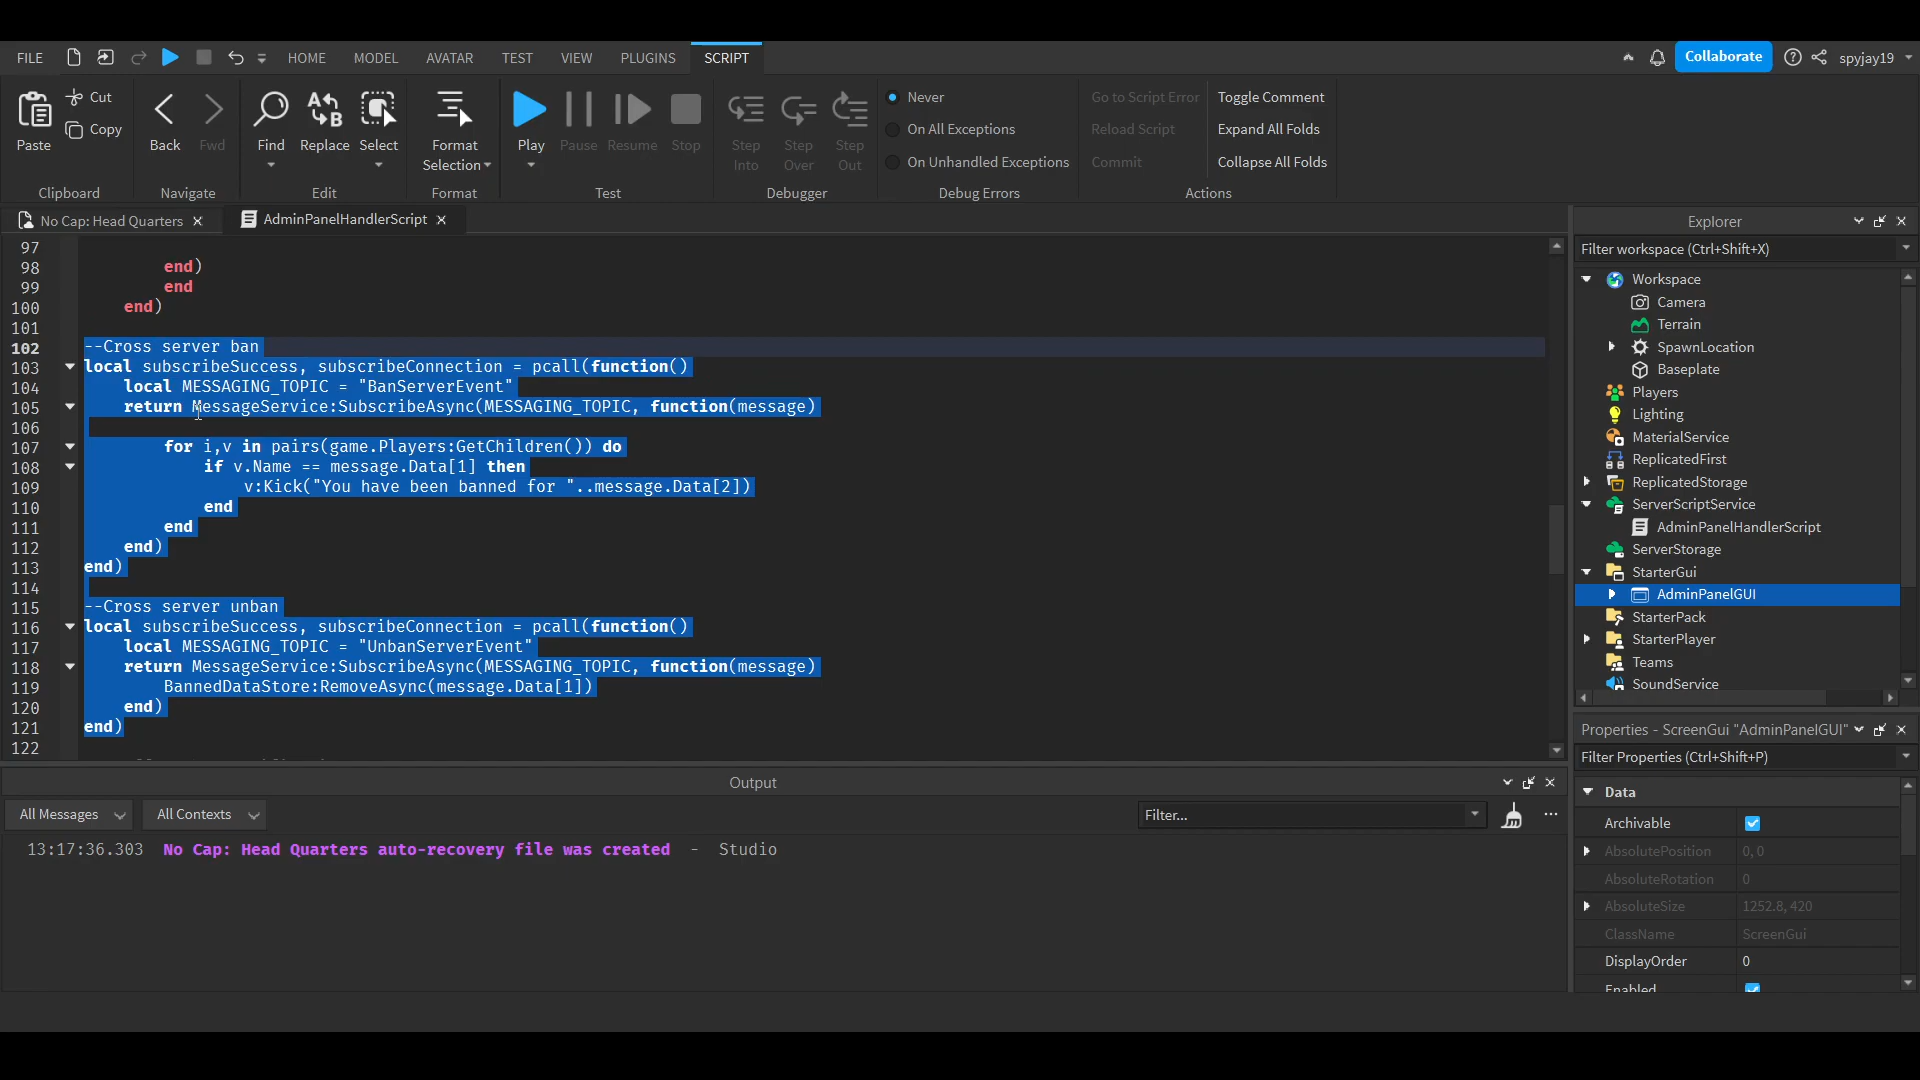 FILE HOME MODEL AVATAR TEST VIEW PLUGINS SCRIPT Collaborate spyjay19
Paste Cut Copy
Clipboard
Back Fwd
Navigate
Find Replace Select
Edit
Format Selection
Format
Play Pause Resume Stop
Test
Step Into Step Over Step Out
Debugger
Never
On All Exceptions
On Unhandled Exceptions
Debug Errors
Go to Script Error
Reload Script
Commit
Toggle Comment
Expand All Folds
Collapse All Folds
Actions
No Cap: Head Quarters AdminPanelHandlerScript
97
98 end)
99 end
100 end)
101
102 --Cross server ban
103 local subscribeSuccess, subscribeConnection = pcall(function()
104 local MESSAGING_TOPIC = "BanServerEvent"
105 return MessageService:SubscribeAsync(MESSAGING_TOPIC, function(message)
106
107 for i,v in pairs(game.Players:GetChildren()) do
108 if v.Name == message.Data[1] then
109 v:Kick("You have been banned for "..message.Data[2])
110 end
111 end
112 end)
113 end)
114
115 --Cross server unban
116 local subscribeSuccess, subscribeConnection = pcall(function()
117 local MESSAGING_TOPIC = "UnbanServerEvent"
118 return MessageService:SubscribeAsync(MESSAGING_TOPIC, function(message)
119 BannedDataStore:RemoveAsync(message.Data[1])
120 end)
121 end)
122
Output
All Messages All Contexts Filter...
13:17:36.303 No Cap: Head Quarters auto-recovery file was created - Studio
Explorer
Filter workspace (Ctrl+Shift+X)
Workspace
Camera
Terrain
SpawnLocation
Baseplate
Players
Lighting
MaterialService
ReplicatedFirst
ReplicatedStorage
ServerScriptService
AdminPanelHandlerScript
ServerStorage
StarterGui
AdminPanelGUI
StarterPack
StarterPlayer
Teams
SoundService
Properties - ScreenGui "AdminPanelGUI"
Filter Properties (Ctrl+Shift+P)
Data
Archivable
AbsolutePosition 0, 0
AbsoluteRotation 0
AbsoluteSize 1252.8, 420
ClassName ScreenGui
DisplayOrder 0
Enabled